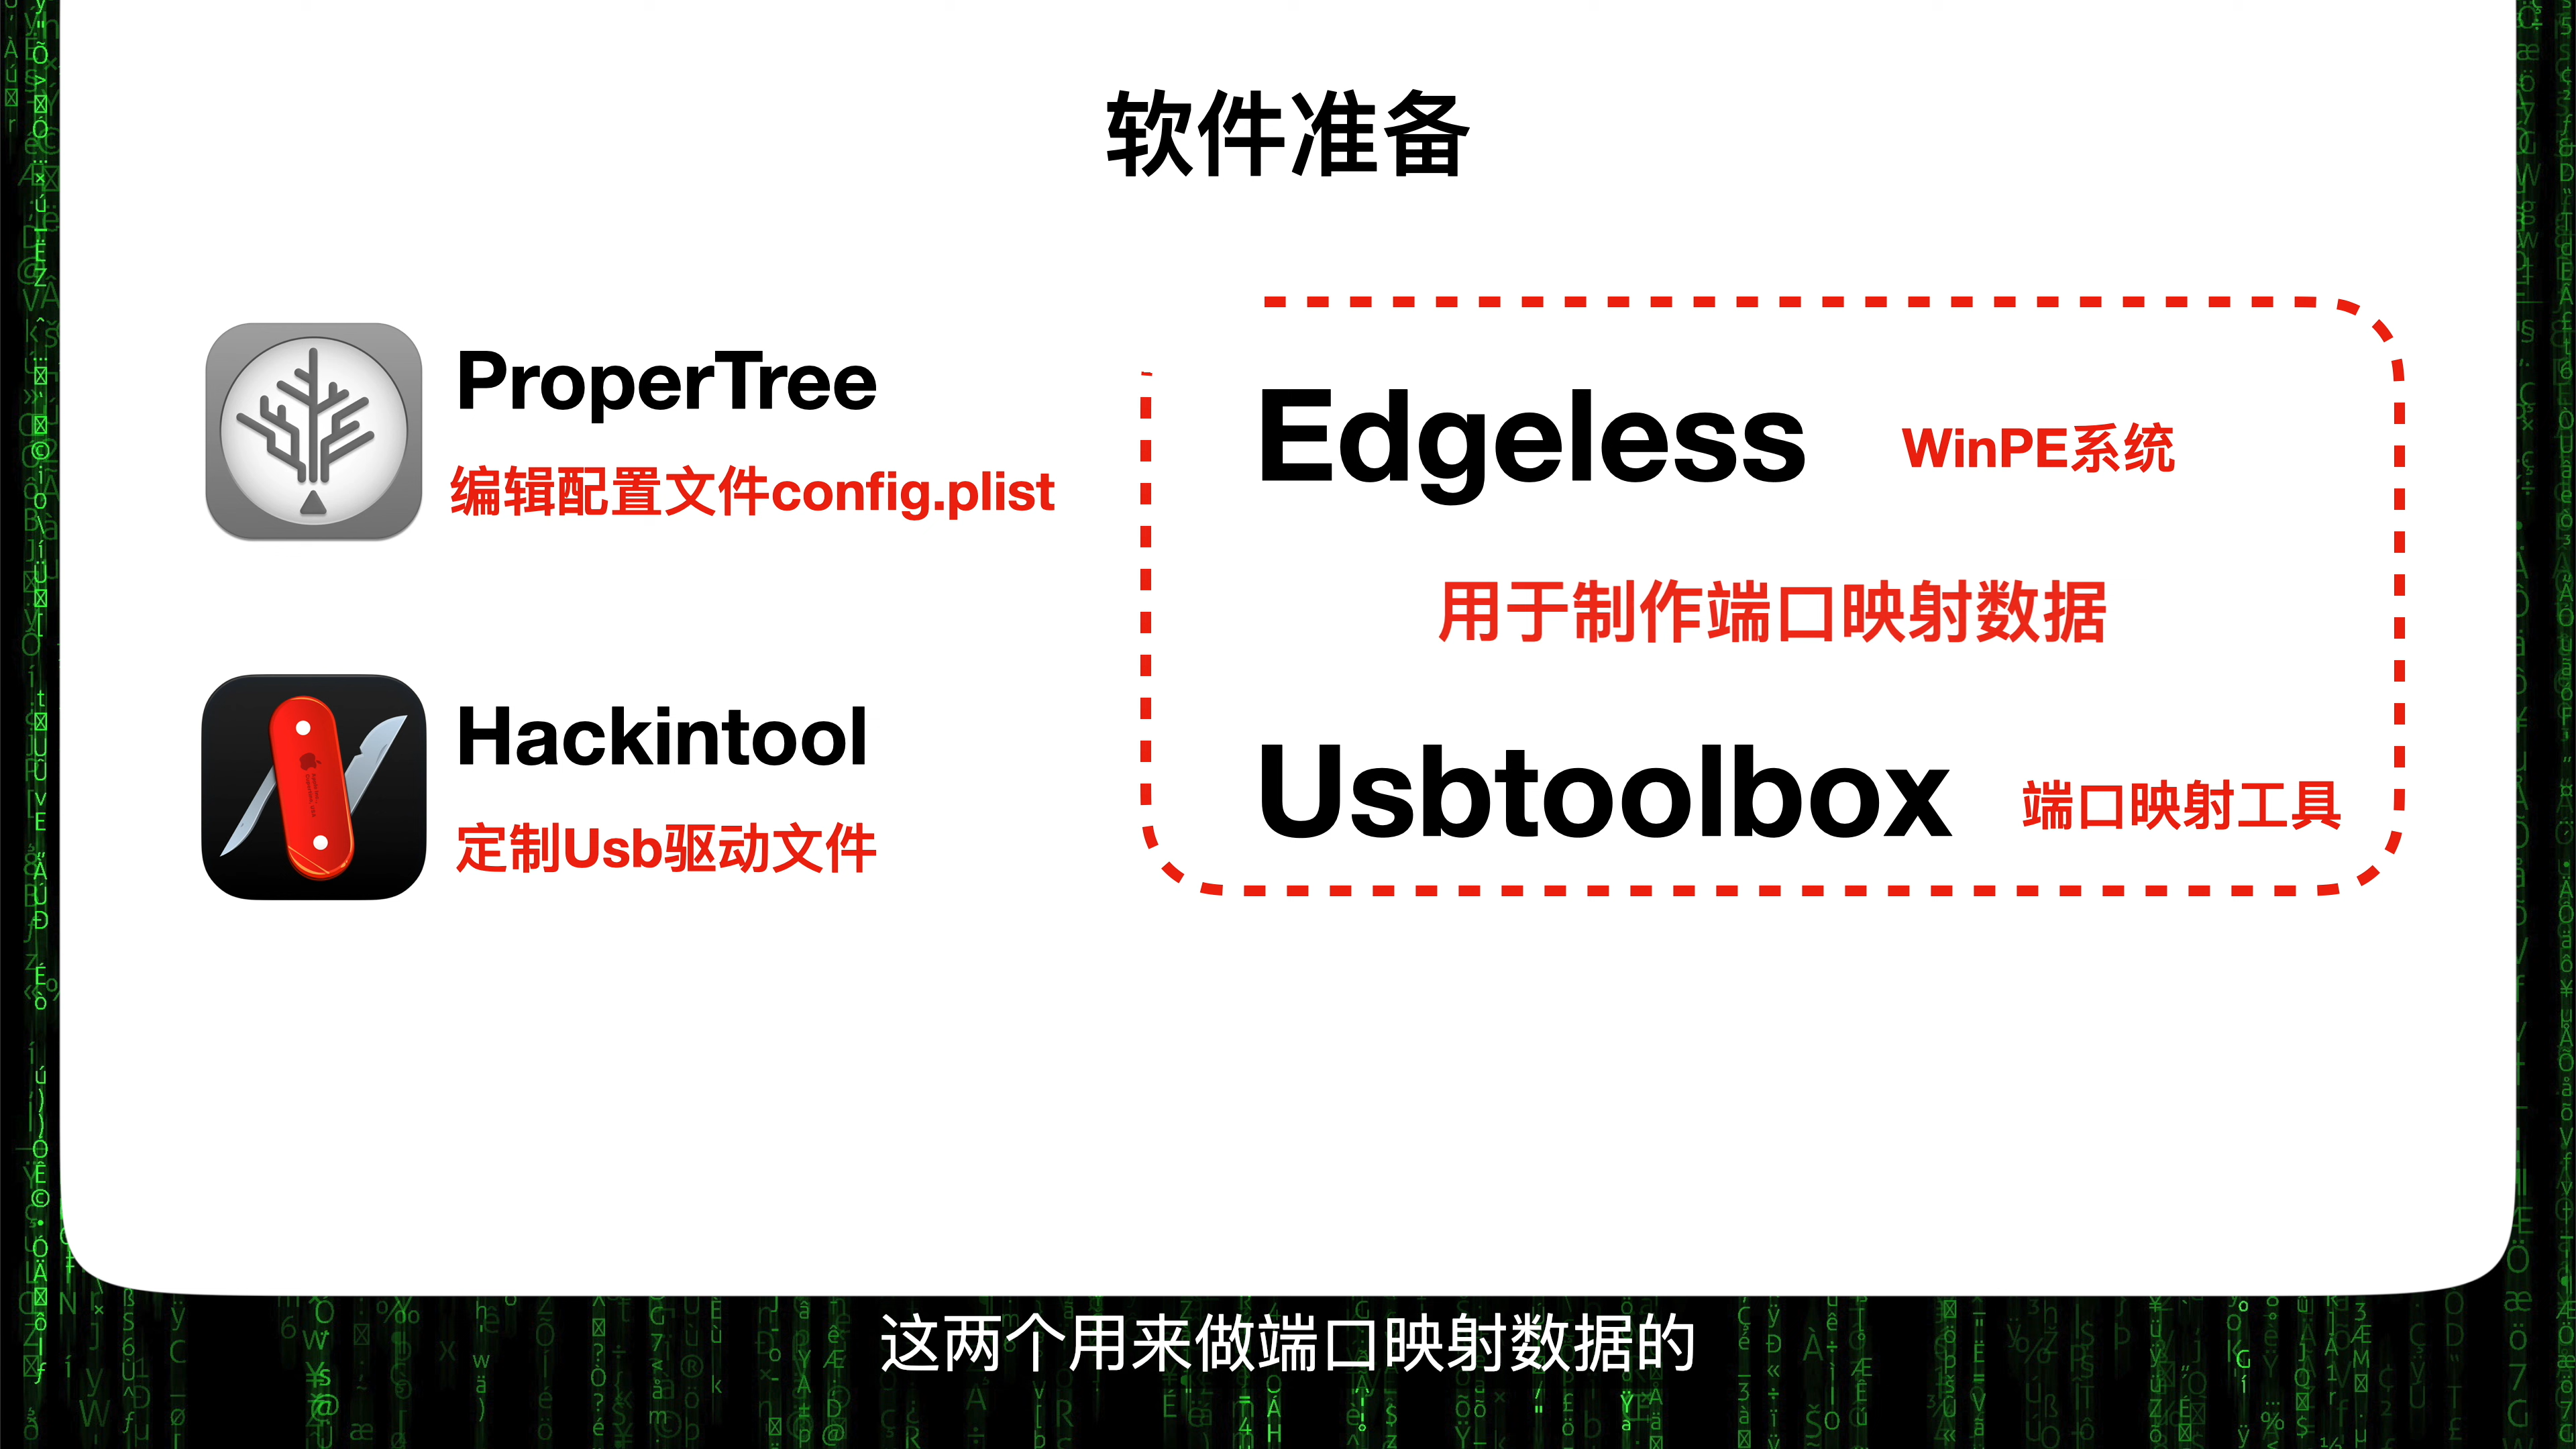 软件准备
ProperTree
编辑配置文件config.plist
Hackintool
定制Usb驱动文件
Edgeless WinPE系统
用于制作端口映射数据
Usbtoolbox 端口映射工具
这两个用来做端口映射数据的